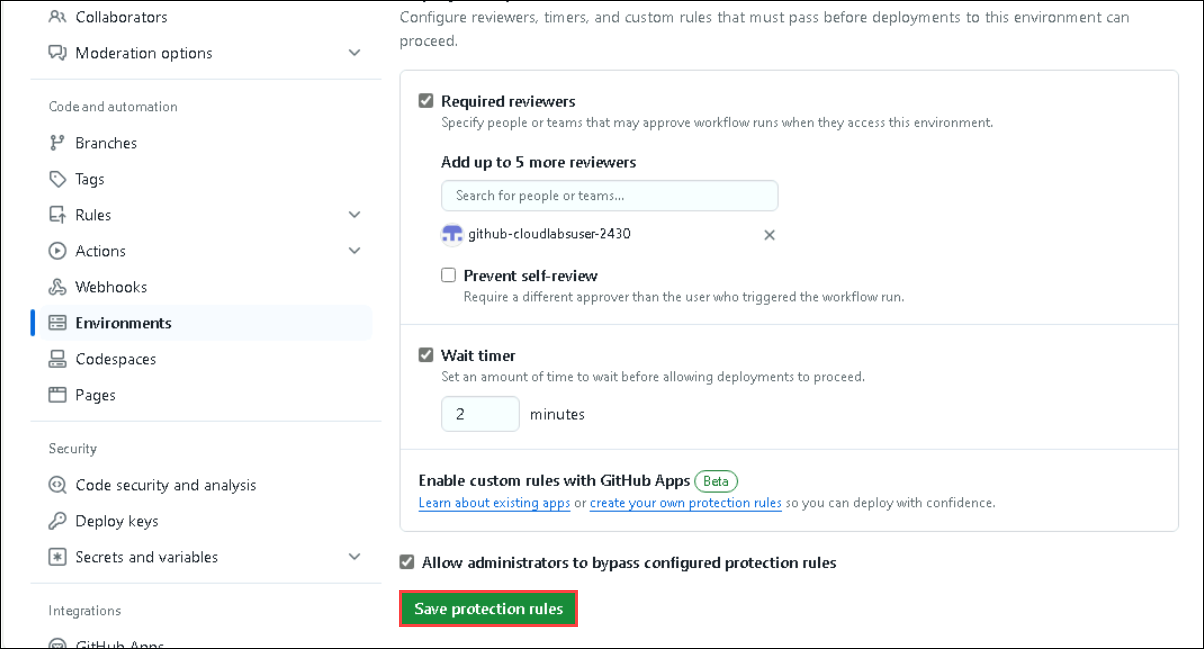 Collaborators
Moderation options
Code and automation
Branches
Tags
Rules
Actions
Webhooks
Environments
Codespaces
Pages
Security
Code security and analysis
Deploy keys
Secrets and variables
Integrations
GitHub Apps
Configure reviewers, timers, and custom rules that must pass before deployments to this environment can
proceed.
Required reviewers
Specify people or teams that may approve workflow runs when they access this environment.
Add up to 5 more reviewers
Search for people or teams...
github-cloudlabsuser-2430
Prevent self-review
Require a different approver than the user who triggered the workflow run.
Wait timer
Set an amount of time to wait before allowing deployments to proceed.
2 minutes
Enable custom rules with GitHub Apps Beta
Learn about existing apps or create your own protection rules so you can deploy with confidence.
Allow administrators to bypass configured protection rules
Save protection rules